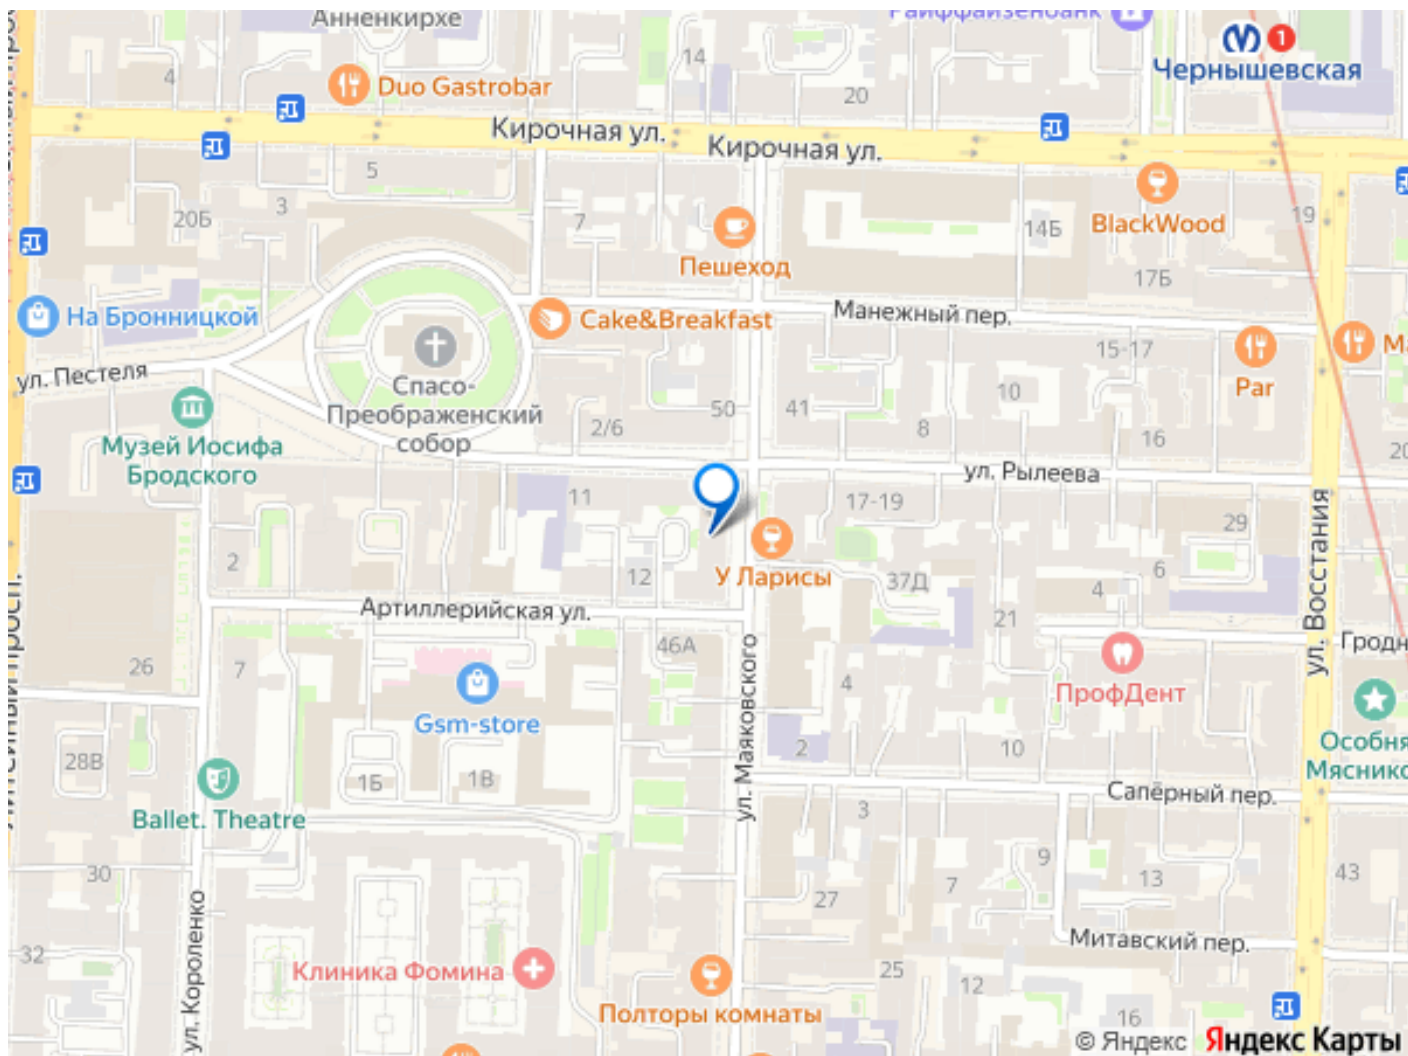 Анненкирхе
Райффайзенбанк
1
Чернышевская
14
4
Duo Gastrobar
20
Кирочная ул.
Кирочная ул.
5
3
20Б
7
19
BlackWood
14Б
Пешеход
17Б
На Бронницкой
Cake&Breakfast
Манежный пер.
15-17
Par
ул. Пестеля
Спасо-
Преображенский
собор
10
50
41
2/6
8
16
Музей Иосифа
Бродского
ул. Рылеева
20
11
17-19
29
2
12
У Ларисы
37Д
4
6
Артиллерийская ул.
21
46А
ул. Восстания
26
7
4
ПрофДент
Gsm-store
ул. Маяковского
2
10
28В
1Б
1В
Сапёрный пер.
Ballet. Theatre
3
30
9
7
13
43
27
ул. Короленко
32
Митавский пер.
Клиника Фомина
25
12
Полторы комнаты
16
© Яндекс
Яндекс Карты